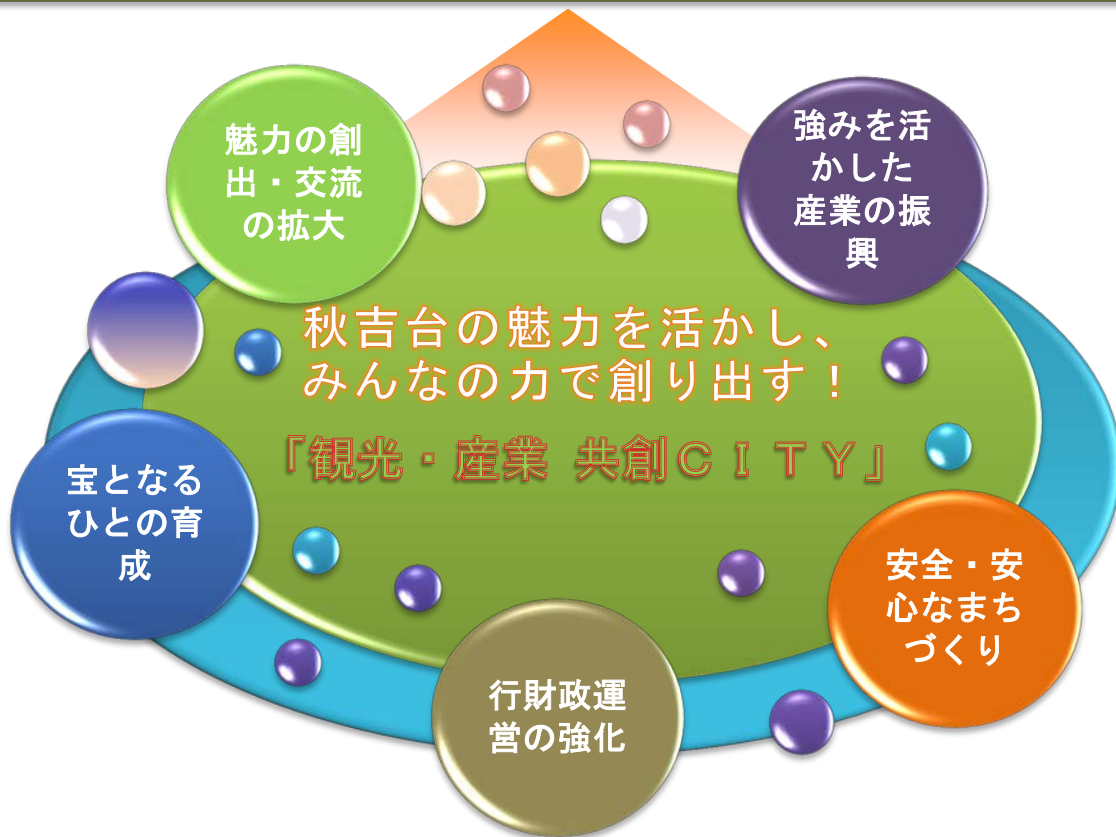 魅力の創
出・交流
の拡大
強みを活
かした
産業の振
興
秋吉台の魅力を活かし、
みんなの力で創り出す！
「観光・産業 共創ＣＩＴＹ」
宝となる
ひとの育
成
安全・安
心なまち
づくり
行財政運
営の強化